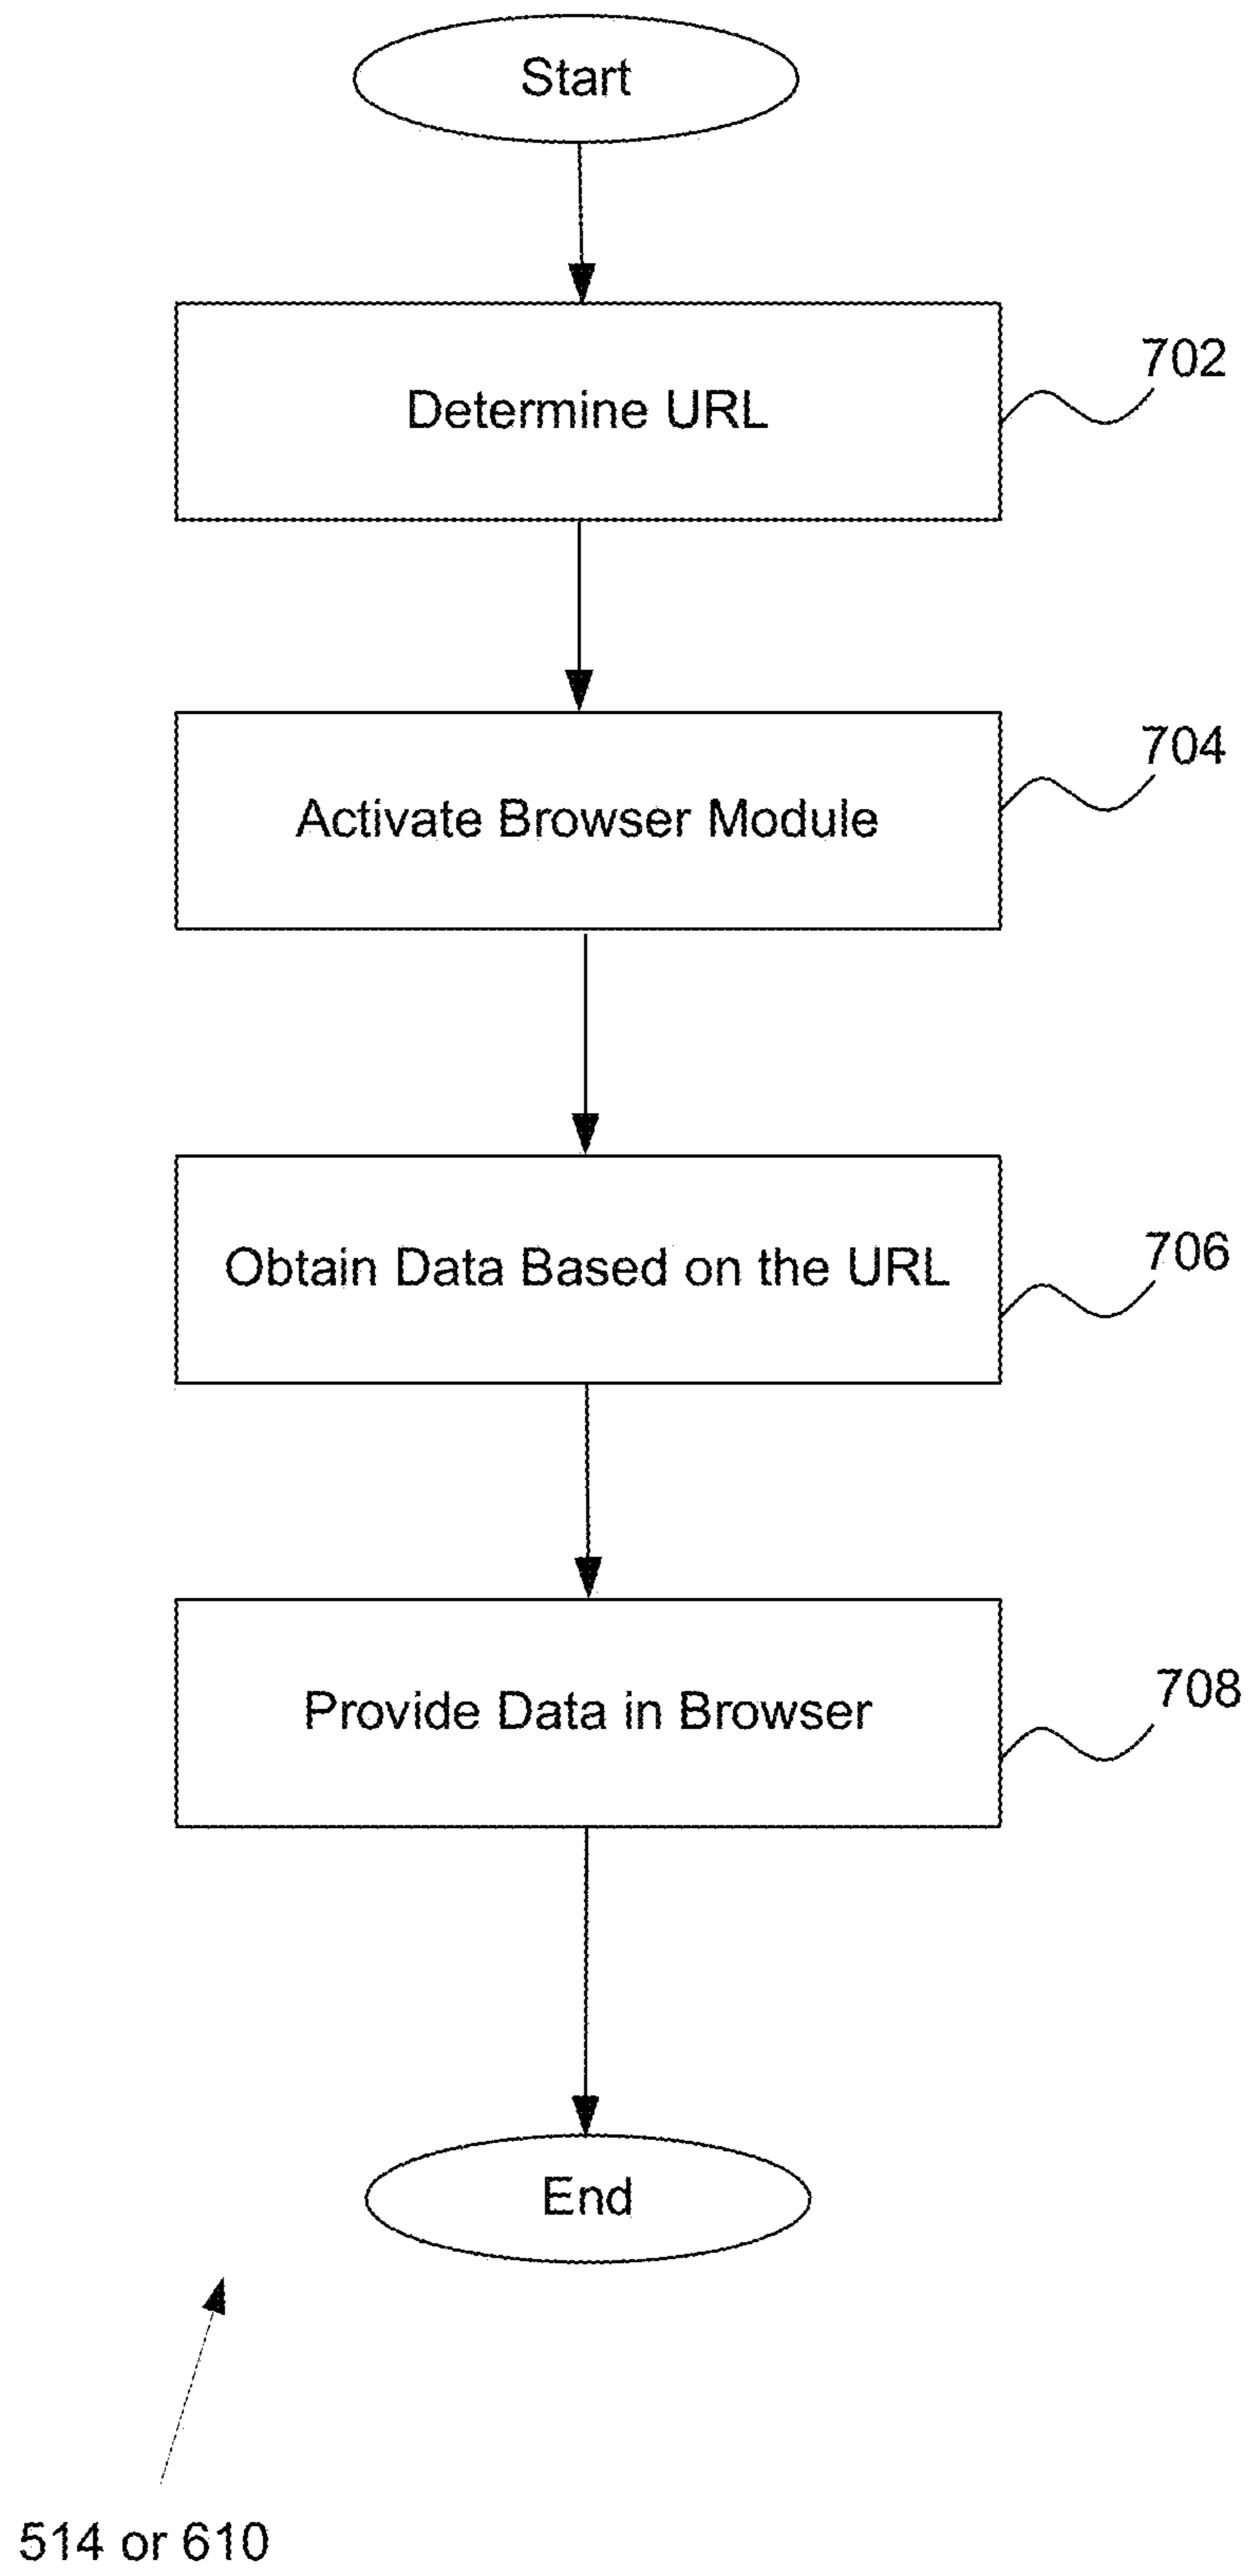 Start
702
Determine URL
704
Activate Browser Module
706
Obtain Data Based on the URL
708
Provide Data in Browser
End
514 or 610